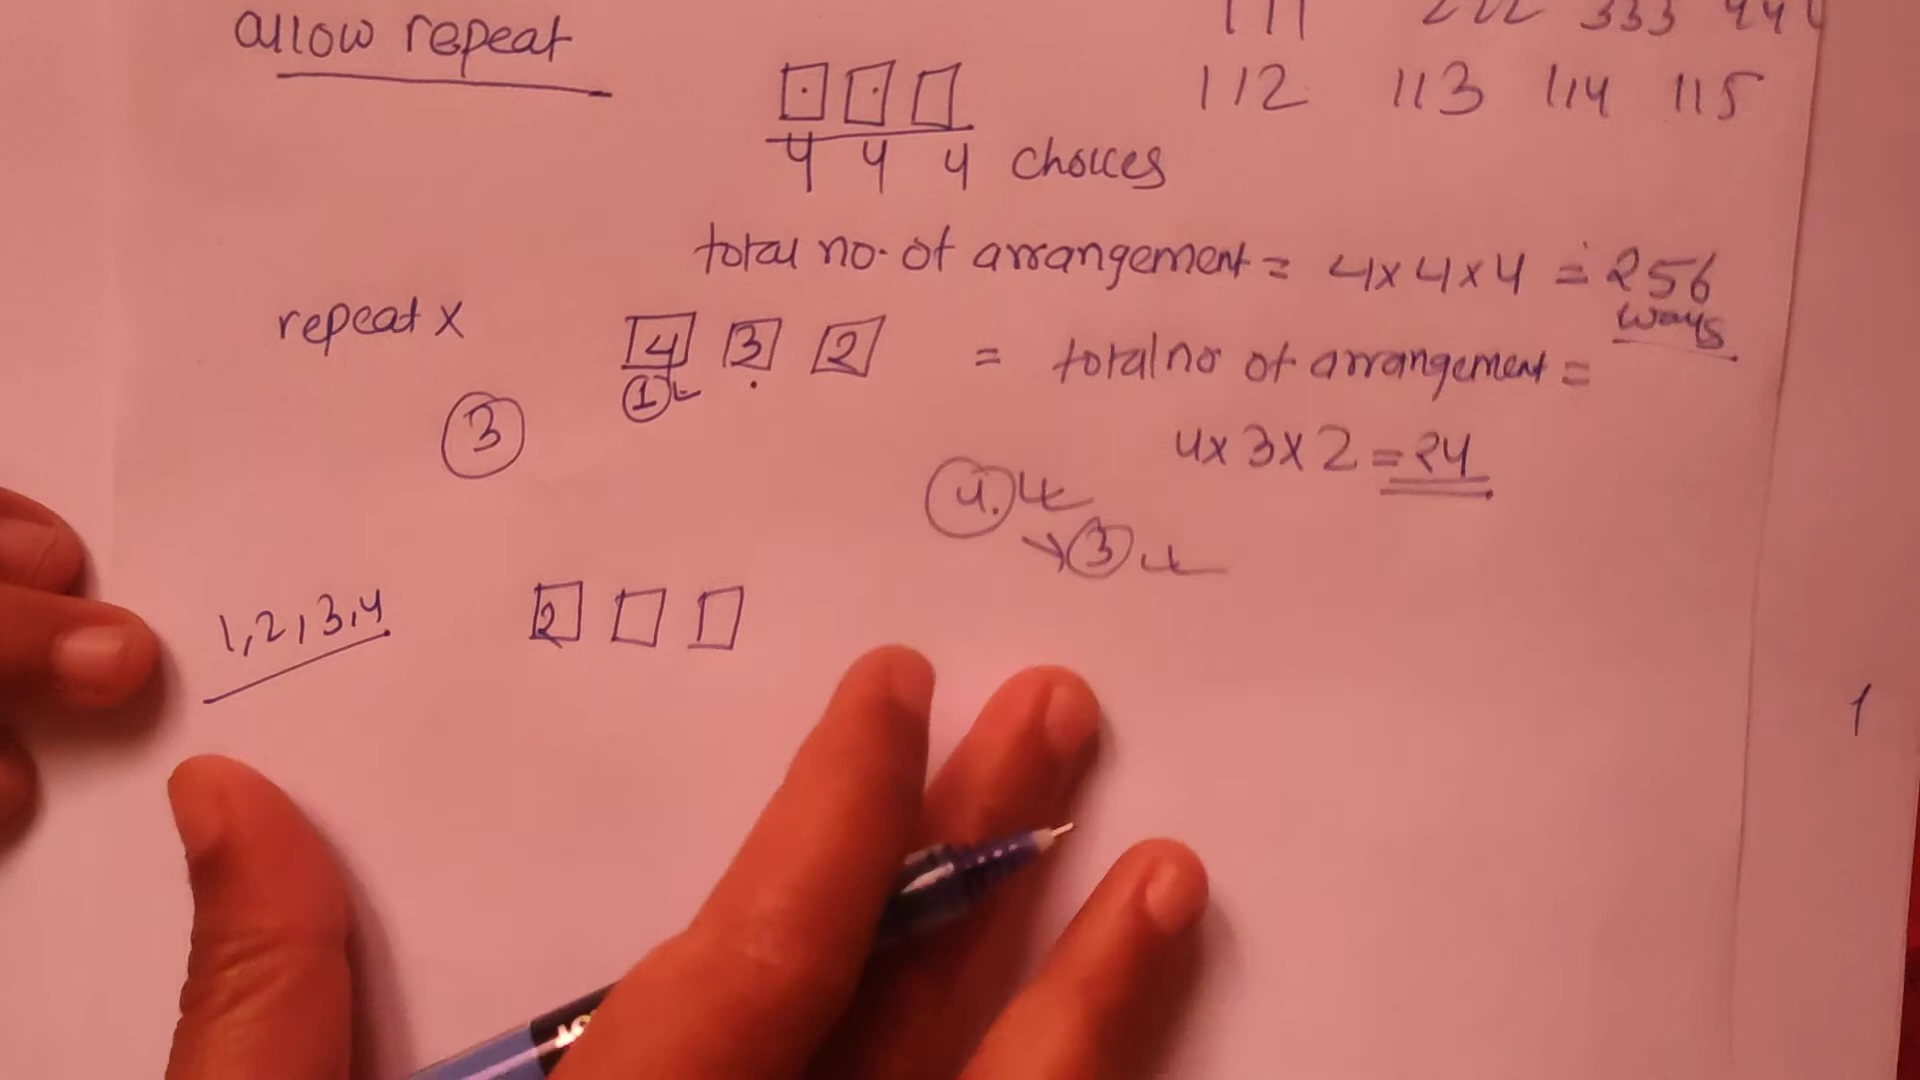 allow repeat
111 222 333 444
112 113 114 115
4 4 4 choices
total no. of arrangement = 4x4x4 = 256
ways
repeat x
4 3 2 = total no of arrangement =
1
3
4x3x2=24
4
3
1,2,3,4
2
1